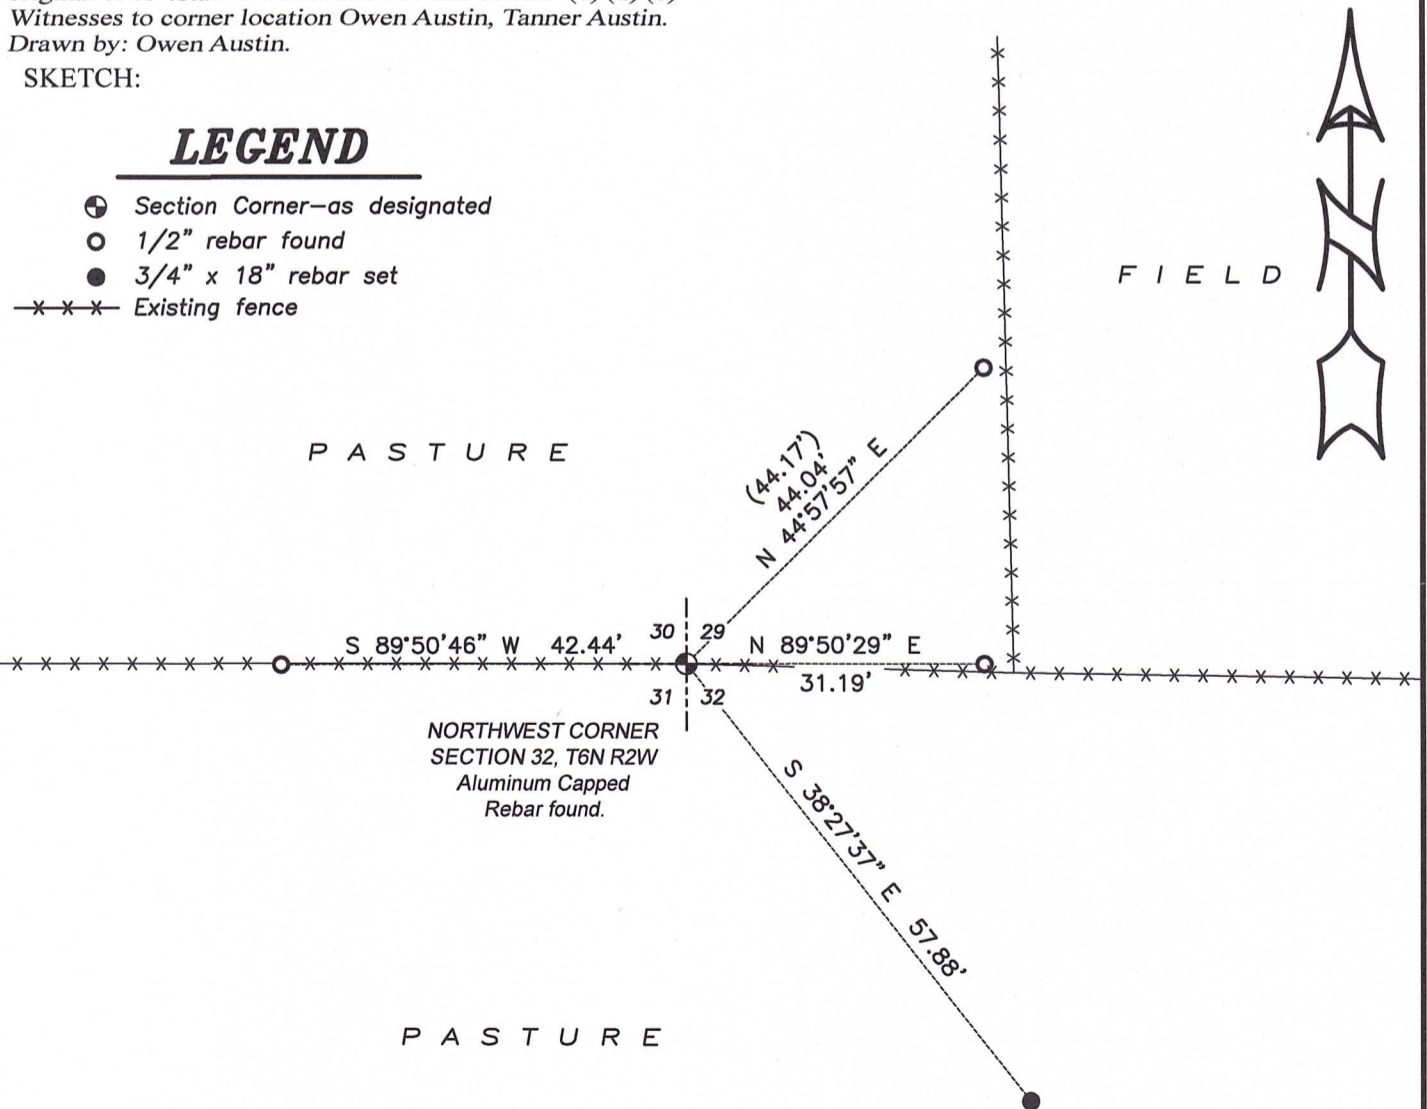 Witnesses to corner location Owen Austin, Tanner Austin.
Drawn by: Owen Austin.
SKETCH:
LEGEND
Section Corner-as designated
1/2" rebar found
3/4" x 18" rebar set
Existing fence
N
FIELD
PASTURE
(44.17')
44.04'
N 44°57'57" E
30 29
S 89°50'46" W 42.44'
N 89°50'29" E
31.19'
31 32
NORTHWEST CORNER
SECTION 32, T6N R2W
Aluminum Capped
Rebar found.
S 38°27'37" E 57.88'
PASTURE